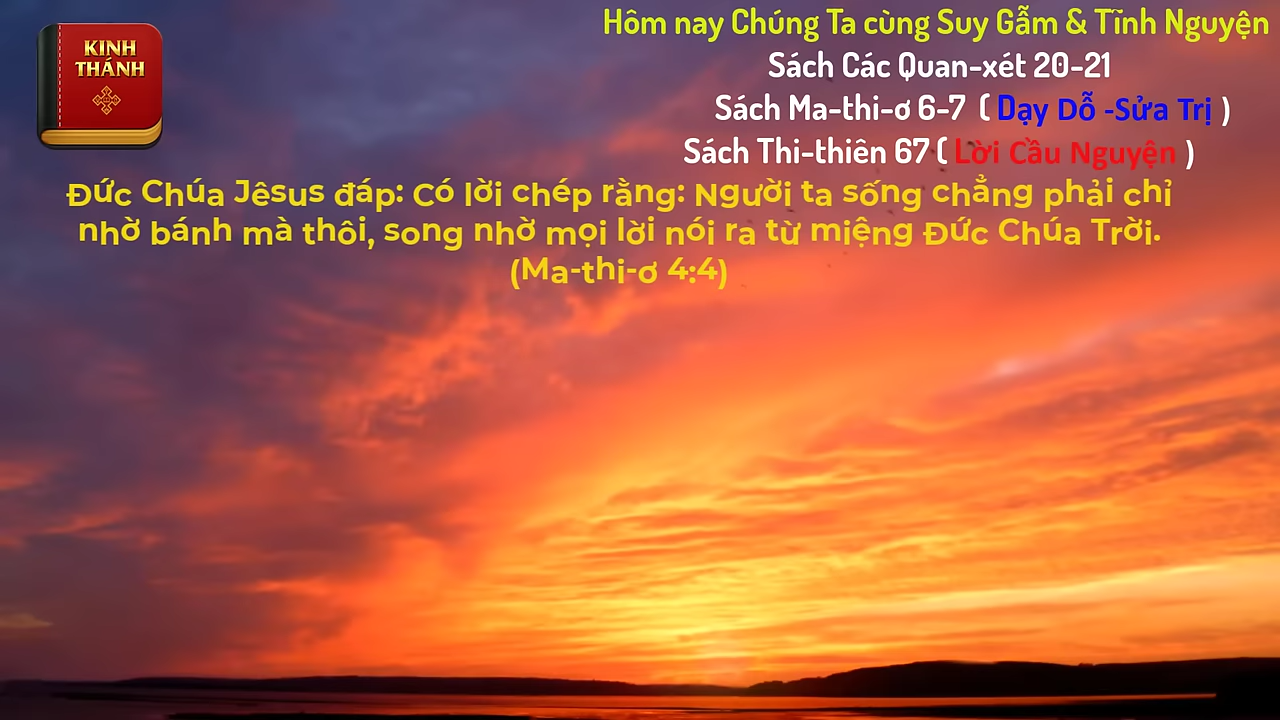 KINH
THÁNH
Hôm nay Chúng Ta cùng Suy Gẫm & Tĩnh Nguyện
Sách Các Quan-xét 20-21
Sách Ma-thi-ơ 6-7 ( Dạy Dỗ -Sửa Trị )
Sách Thi-thiên 67 ( Lời Cầu Nguyện )
Đức Chúa Jêsus đáp: Có lời chép rằng: Người ta sống chẳng phải chỉ
nhờ bánh mà thôi, song nhờ mọi lời nói ra từ miệng Đức Chúa Trời.
(Ma-thi-ơ 4:4)